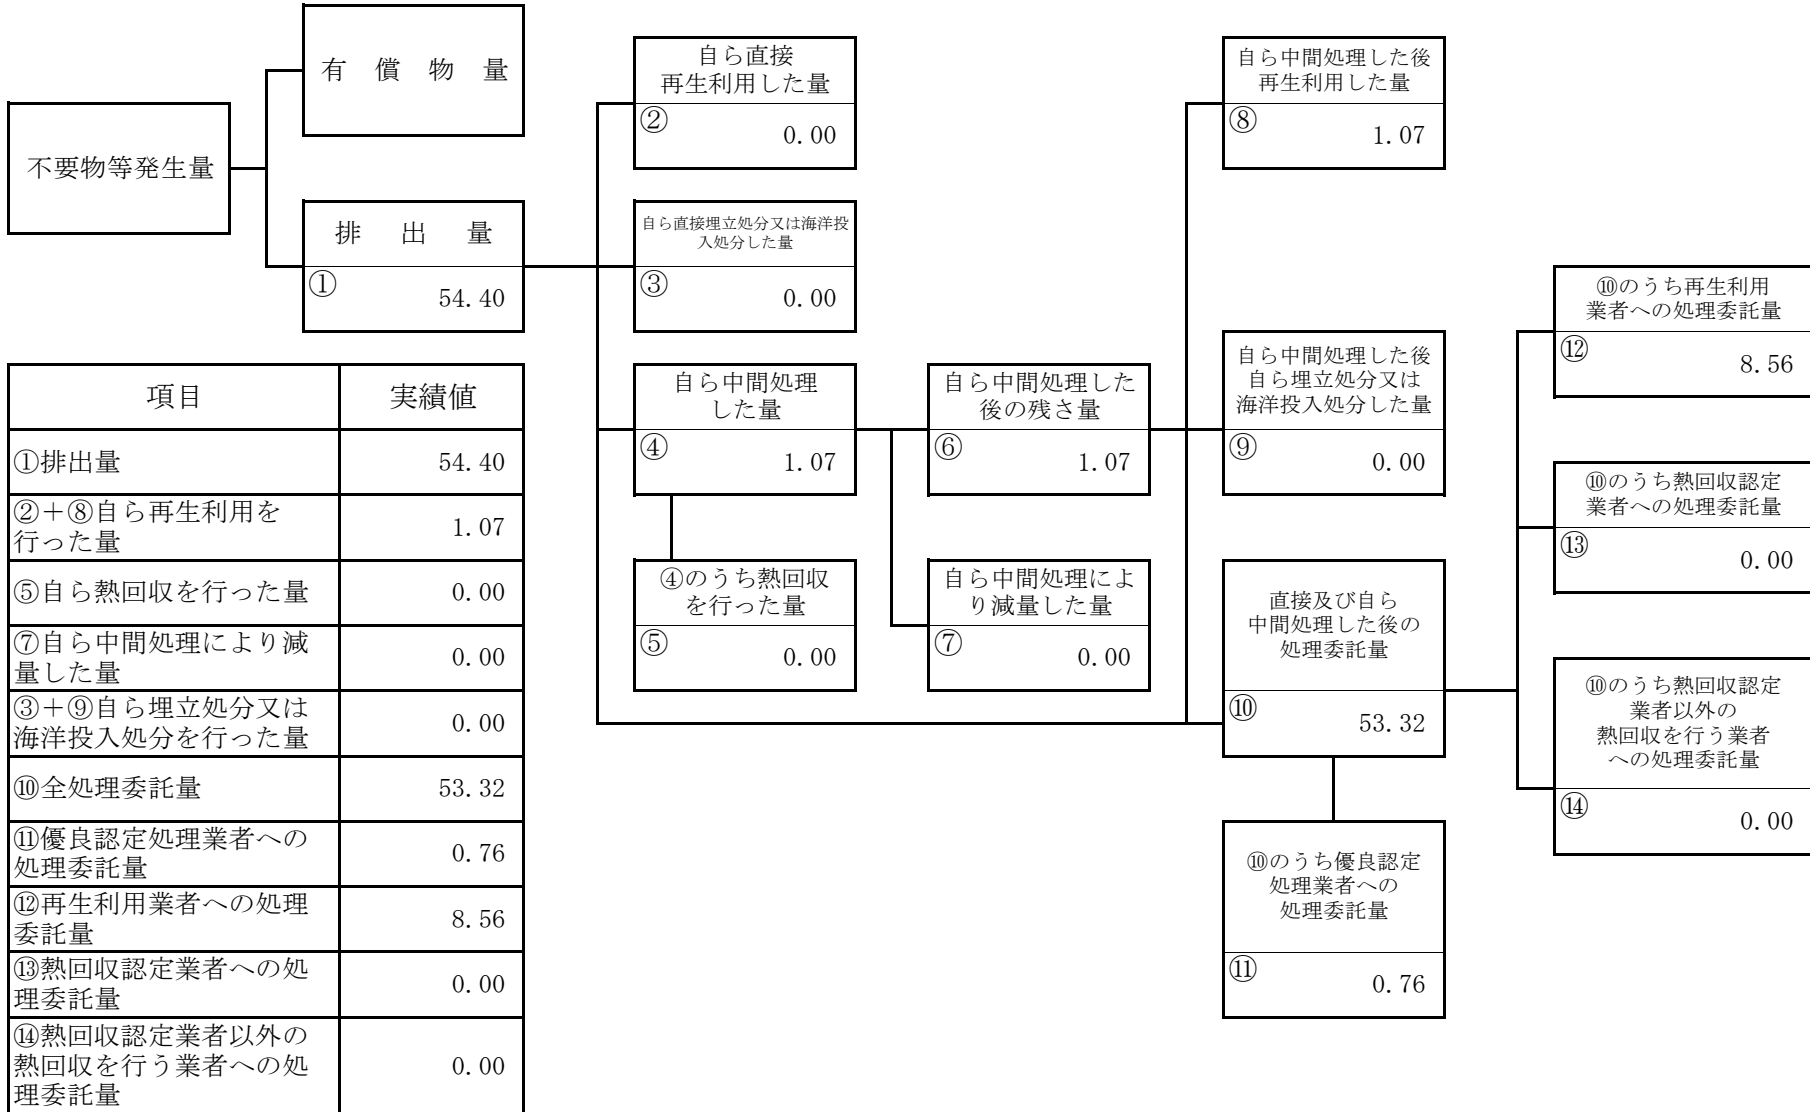 不要物等発生量
有償物量
排出量
①
54.40
自ら直接
再生利用した量
②
0.00
自ら直接埋立処分又は海洋投
入処分した量
③
0.00
自ら中間処理
した量
④
1.07
④のうち熱回収
を行った量
⑤
0.00
自ら中間処理した
後の残さ量
⑥
1.07
自ら中間処理によ
り減量した量
⑦
0.00
自ら中間処理した後
再生利用した量
⑧
1.07
自ら中間処理した後
自ら埋立処分又は
海洋投入処分した量
⑨
0.00
直接及び自ら
中間処理した後の
処理委託量
⑩
53.32
⑩のうち優良認定
処理業者への
処理委託量
⑪
0.76
⑩のうち再生利用
業者への処理委託量
⑫
8.56
⑩のうち熱回収認定
業者への処理委託量
⑬
0.00
⑩のうち熱回収認定
業者以外の
熱回収を行う業者
への処理委託量
⑭
0.00
項目 実績値
①排出量 54.40
②+⑧自ら再生利用を
行った量 1.07
⑤自ら熱回収を行った量 0.00
⑦自ら中間処理により減
量した量 0.00
③+⑨自ら埋立処分又は
海洋投入処分を行った量 0.00
⑩全処理委託量 53.32
⑪優良認定処理業者への
処理委託量 0.76
⑫再生利用業者への処理
委託量 8.56
⑬熱回収認定業者への処
理委託量 0.00
⑭熱回収認定業者以外の
熱回収を行う業者への処
理委託量 0.00